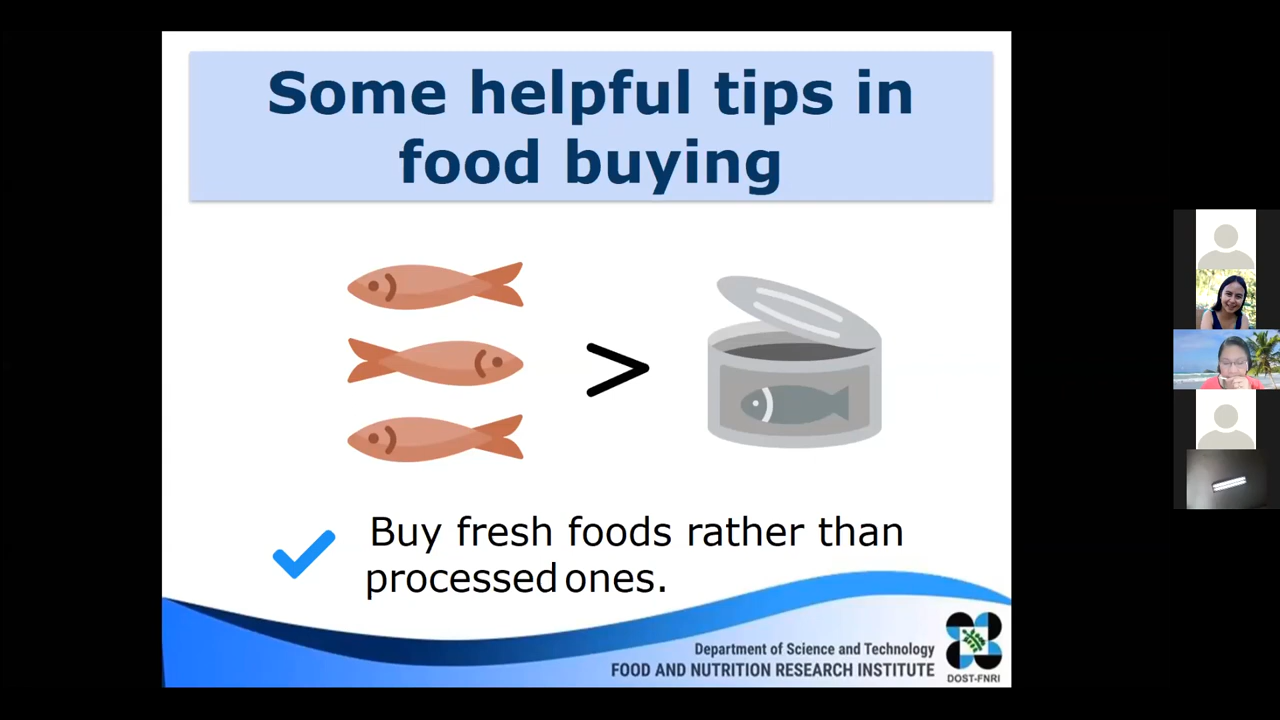 Some helpful tips in
food buying
>
Buy fresh foods rather than
processed ones.
Department of Science and Technology
FOOD AND NUTRITION RESEARCH INSTITUTE
DOST-FNRI